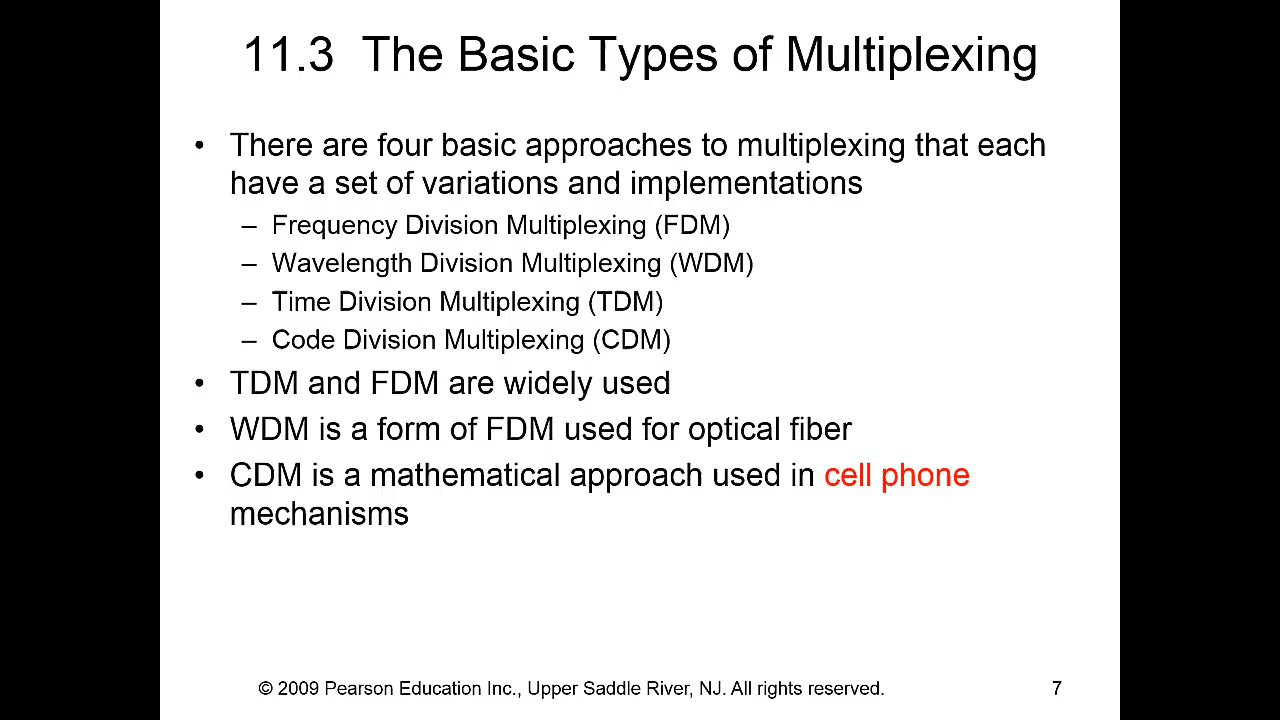 11.3 The Basic Types of Multiplexing
• There are four basic approaches to multiplexing that each
have a set of variations and implementations
– Frequency Division Multiplexing (FDM)
– Wavelength Division Multiplexing (WDM)
– Time Division Multiplexing (TDM)
– Code Division Multiplexing (CDM)
• TDM and FDM are widely used
• WDM is a form of FDM used for optical fiber
• CDM is a mathematical approach used in cell phone
mechanisms
© 2009 Pearson Education Inc., Upper Saddle River, NJ. All rights reserved. 7